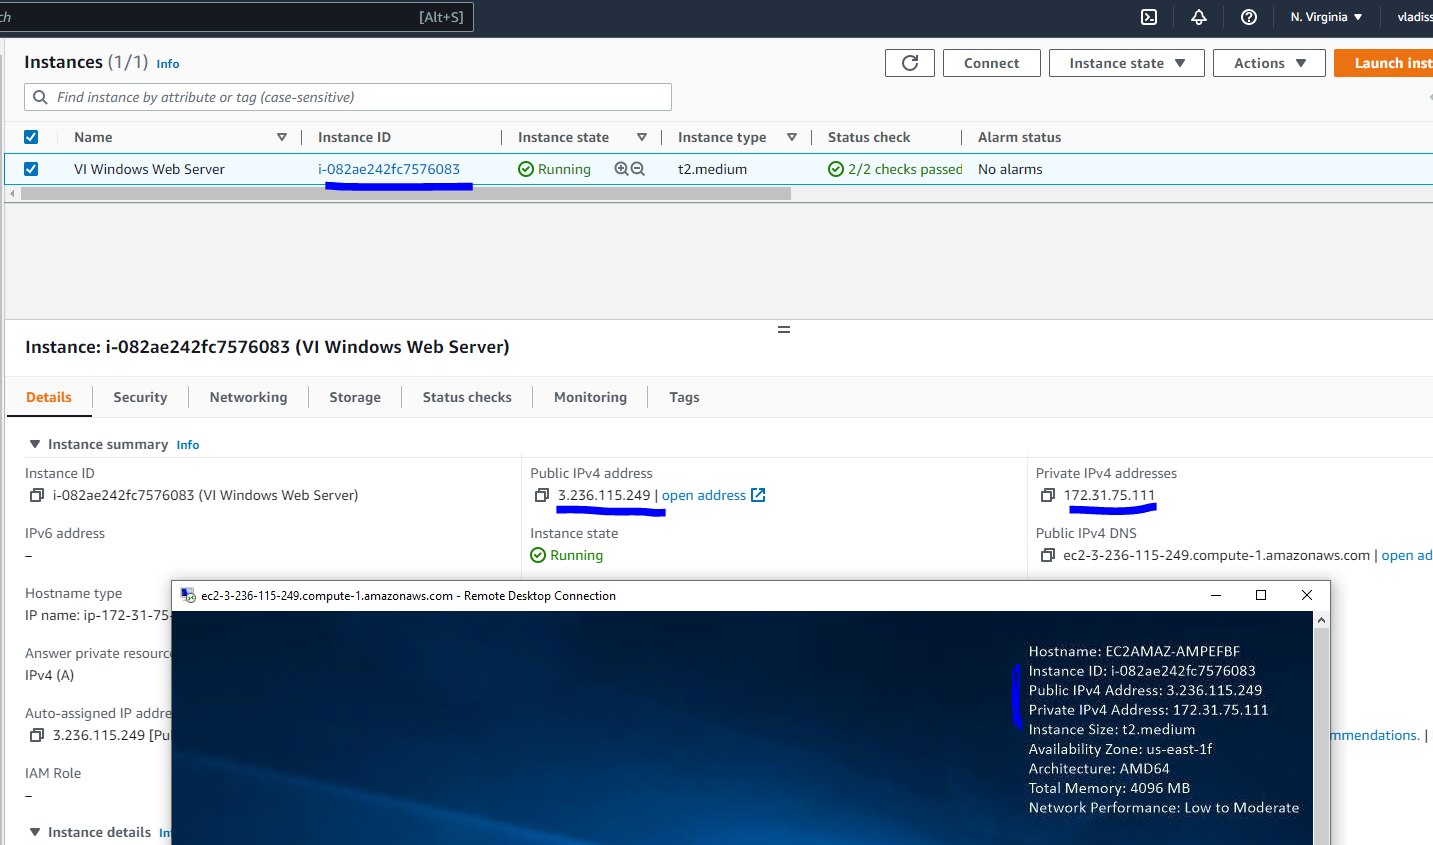 ch [Alt+S] N. Virginia ▼ vladiss
Instances (1/1) Info Connect Instance state ▼ Actions ▼ Launch inst
Find instance by attribute or tag (case-sensitive)
Name Instance ID Instance state Instance type Status check Alarm status
VI Windows Web Server i-082ae242fc7576083 Running t2.medium 2/2 checks passed No alarms
Instance: i-082ae242fc7576083 (VI Windows Web Server)
Details Security Networking Storage Status checks Monitoring Tags
▼ Instance summary Info
Instance ID Public IPv4 address Private IPv4 addresses
i-082ae242fc7576083 (VI Windows Web Server) 3.236.115.249 | open address 172.31.75.111
IPv6 address Instance state Public IPv4 DNS
– Running ec2-3-236-115-249.compute-1.amazonaws.com | open ad
Hostname type
IP name: ip-172-31-75-
Answer private resourc
IPv4 (A)
Auto-assigned IP addre
3.236.115.249 [Pu mmendations. |
IAM Role
–
▼ Instance details In
ec2-3-236-115-249.compute-1.amazonaws.com - Remote Desktop Connection
Hostname: EC2AMAZ-AMPEFBF
Instance ID: i-082ae242fc7576083
Public IPv4 Address: 3.236.115.249
Private IPv4 Address: 172.31.75.111
Instance Size: t2.medium
Availability Zone: us-east-1f
Architecture: AMD64
Total Memory: 4096 MB
Network Performance: Low to Moderate